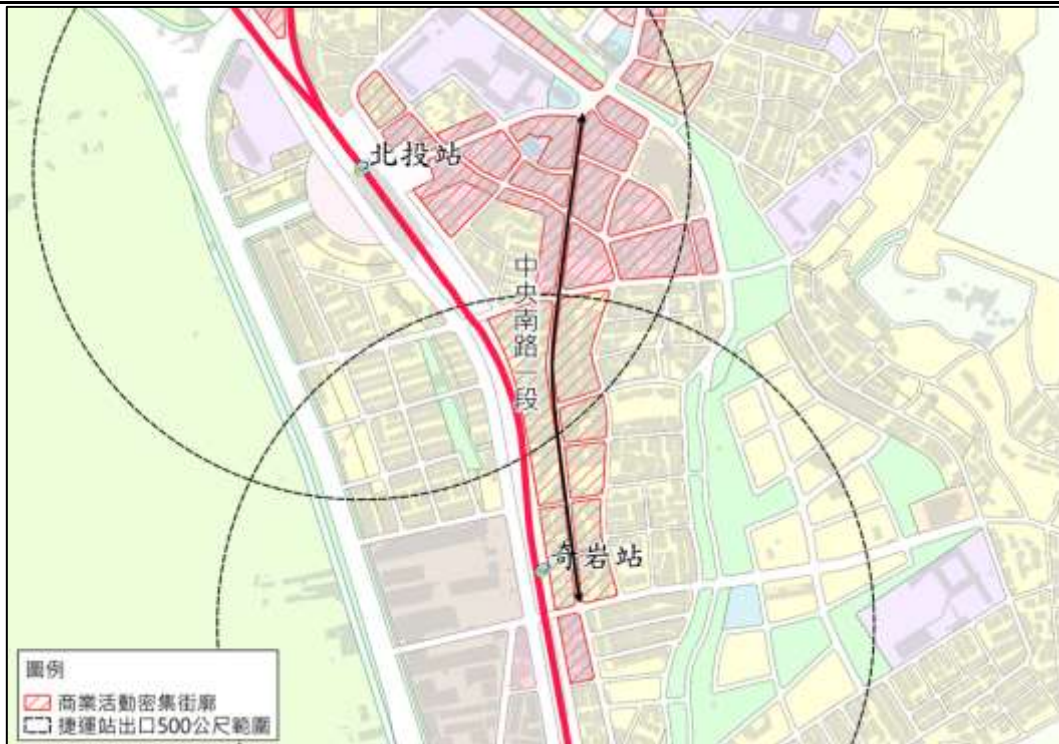 北投站
中央南路一段
奇岩站
圖例
商業活動密集街廓
捷運站出口500公尺範圍